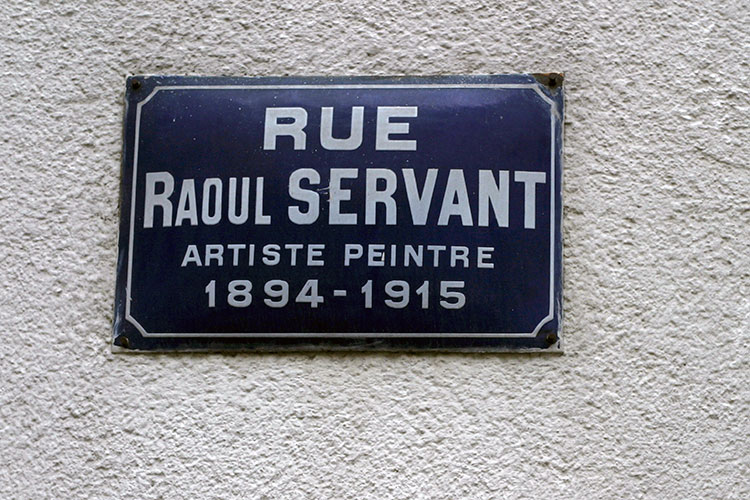 RUE
RAOUL SERVANT
ARTISTE PEINTRE
1894-1915